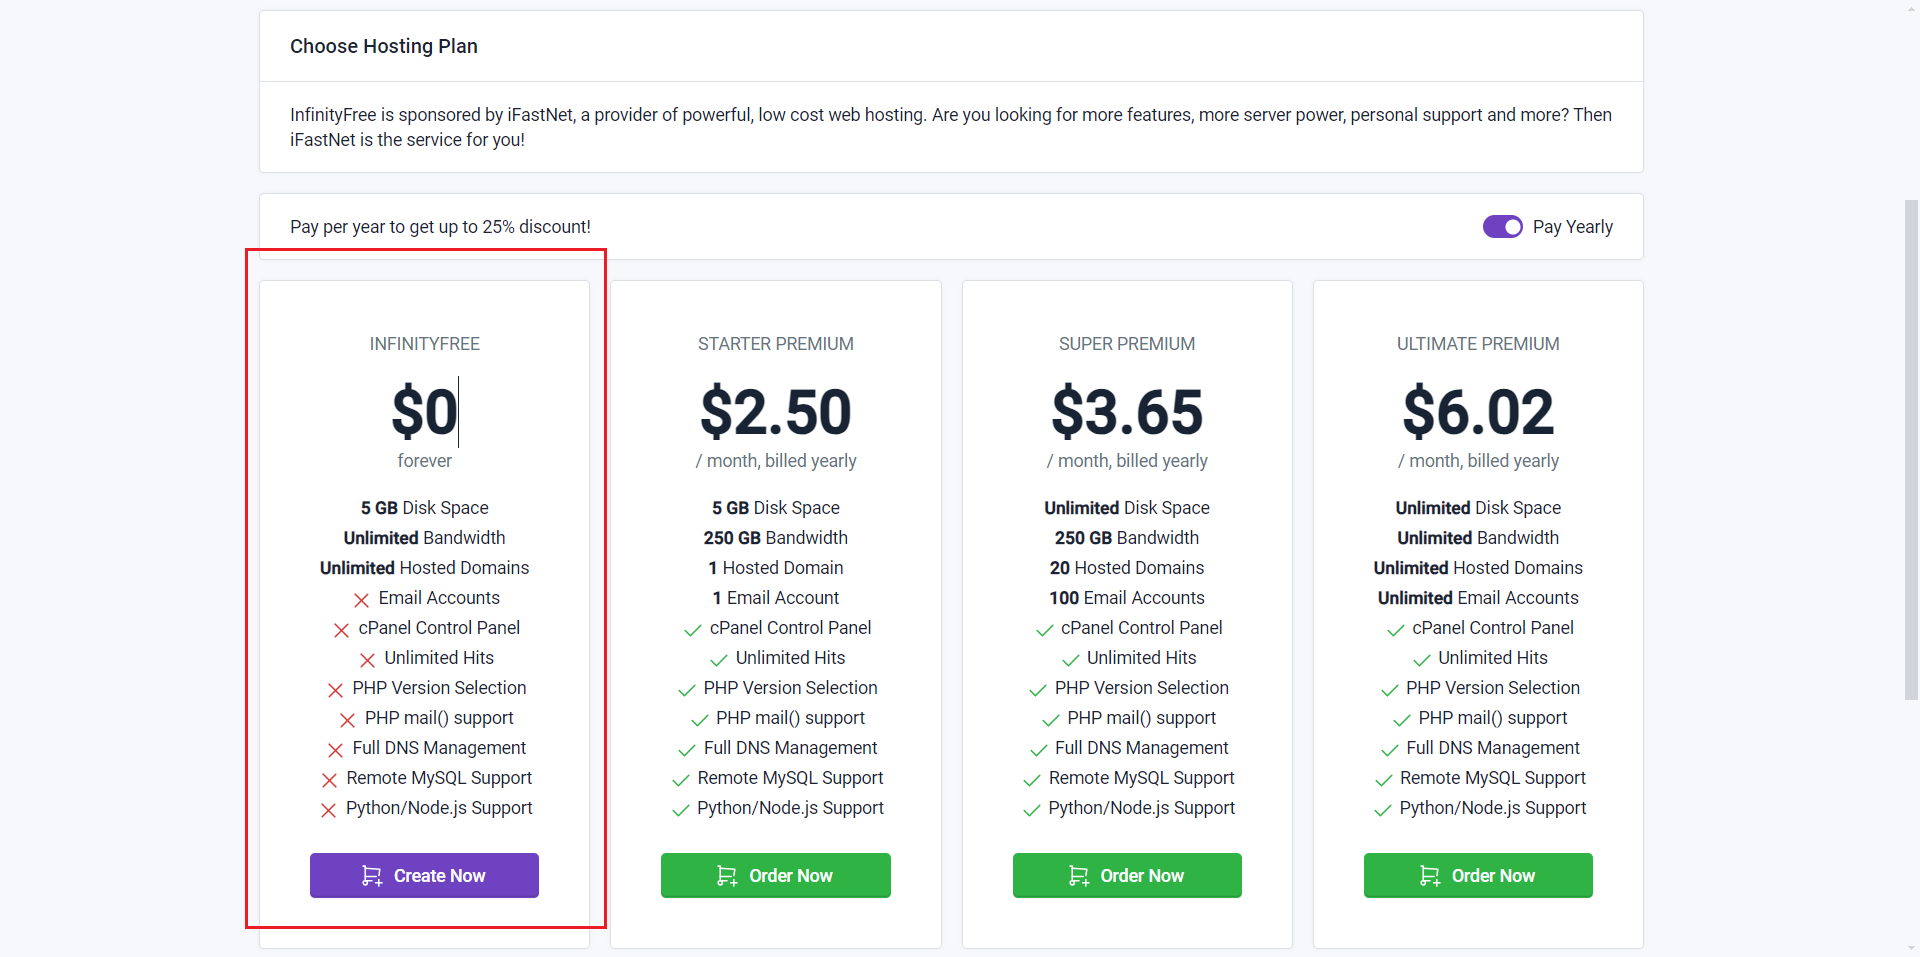 Choose Hosting Plan
InfinityFree is sponsored by iFastNet, a provider of powerful, low cost web hosting. Are you looking for more features, more server power, personal support and more? Then
iFastNet is the service for you!
Pay per year to get up to 25% discount!
Pay Yearly
INFINITYFREE
$0
forever
5 GB Disk Space
Unlimited Bandwidth
Unlimited Hosted Domains
Email Accounts
cPanel Control Panel
Unlimited Hits
PHP Version Selection
PHP mail() support
Full DNS Management
Remote MySQL Support
Python/Node.js Support
Create Now
STARTER PREMIUM
$2.50
/ month, billed yearly
5 GB Disk Space
250 GB Bandwidth
1 Hosted Domain
1 Email Account
cPanel Control Panel
Unlimited Hits
PHP Version Selection
PHP mail() support
Full DNS Management
Remote MySQL Support
Python/Node.js Support
Order Now
SUPER PREMIUM
$3.65
/ month, billed yearly
Unlimited Disk Space
250 GB Bandwidth
20 Hosted Domains
100 Email Accounts
cPanel Control Panel
Unlimited Hits
PHP Version Selection
PHP mail() support
Full DNS Management
Remote MySQL Support
Python/Node.js Support
Order Now
ULTIMATE PREMIUM
$6.02
/ month, billed yearly
Unlimited Disk Space
Unlimited Bandwidth
Unlimited Hosted Domains
Unlimited Email Accounts
cPanel Control Panel
Unlimited Hits
PHP Version Selection
PHP mail() support
Full DNS Management
Remote MySQL Support
Python/Node.js Support
Order Now